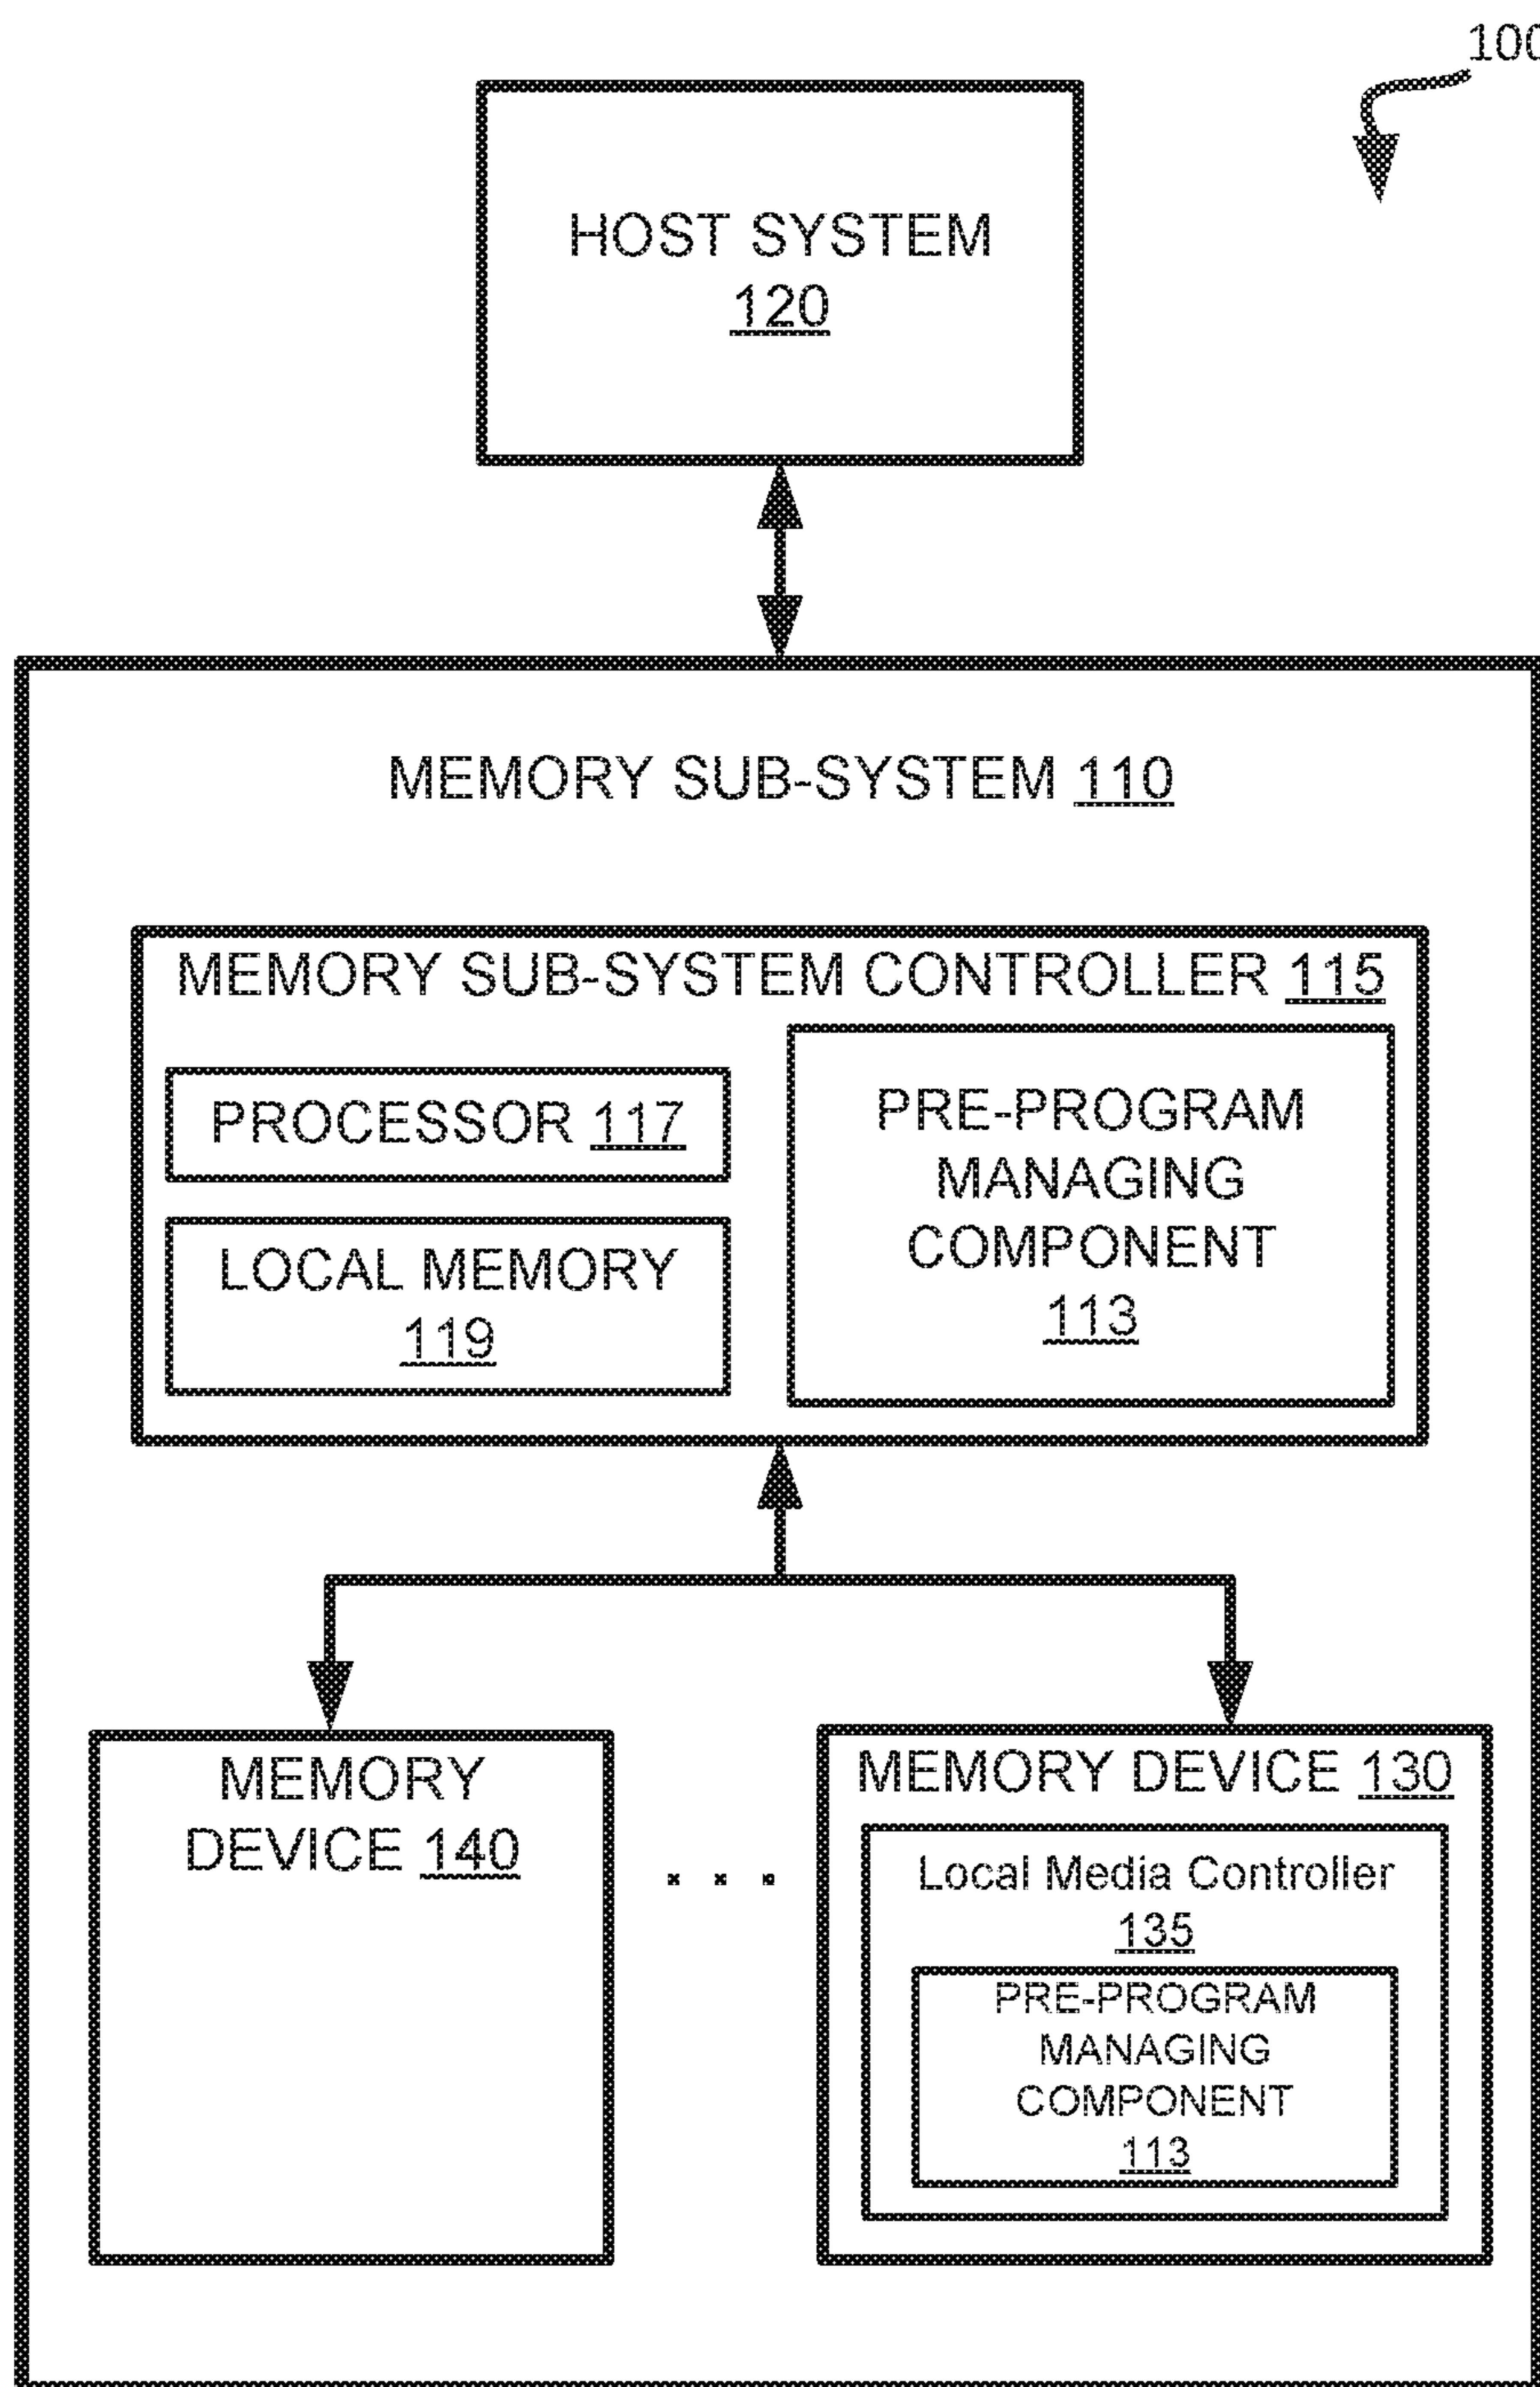 100
HOST SYSTEM
120
MEMORY SUB-SYSTEM 110
MEMORY SUB-SYSTEM CONTROLLER 115
PROCESSOR 117
LOCAL MEMORY
119
PRE-PROGRAM
MANAGING
COMPONENT
113
MEMORY
DEVICE 140
. . .
MEMORY DEVICE 130
Local Media Controller
135
PRE-PROGRAM
MANAGING
COMPONENT
113